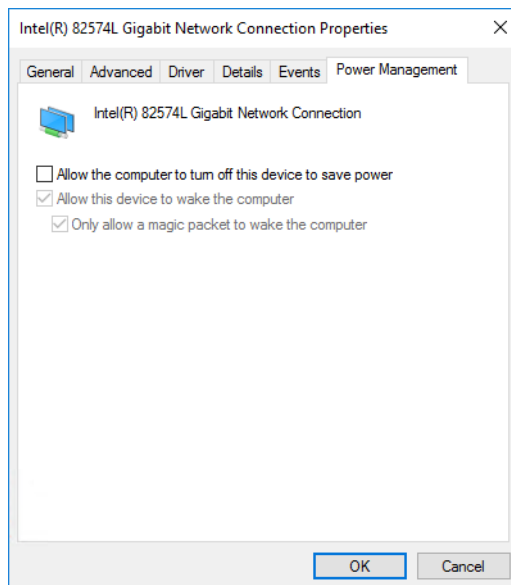 Intel(R) 82574L Gigabit Network Connection Properties
General Advanced Driver Details Events Power Management
Intel(R) 82574L Gigabit Network Connection
Allow the computer to turn off this device to save power
Allow this device to wake the computer
Only allow a magic packet to wake the computer
OK Cancel